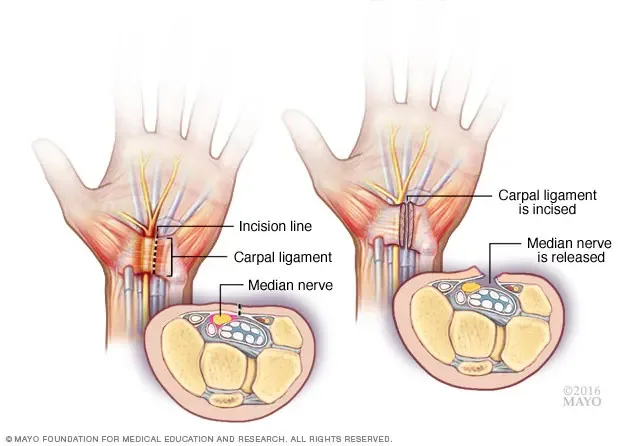 Incision line
Carpal ligament
Median nerve
Carpal ligament
is incised
Median nerve
is released
©2016
MAYO
© MAYO FOUNDATION FOR MEDICAL EDUCATION AND RESEARCH. ALL RIGHTS RESERVED.